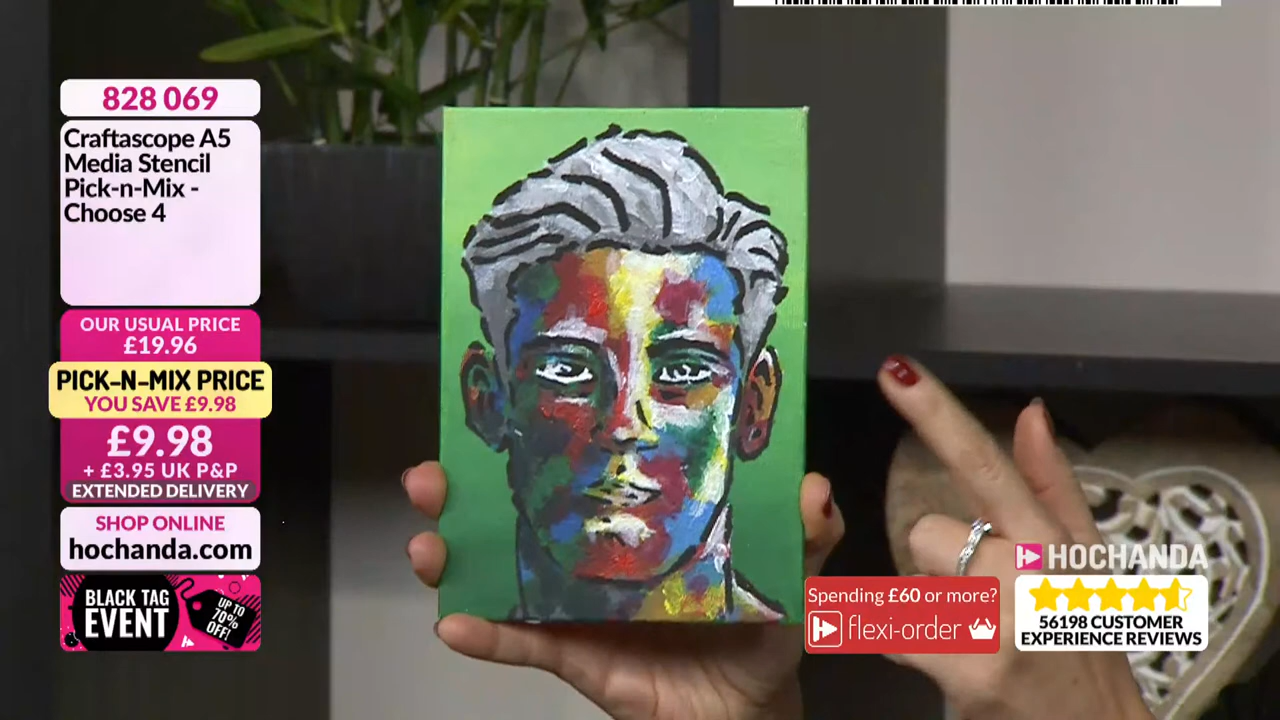 828 069
Craftascope A5
Media Stencil
Pick-n-Mix -
Choose 4
OUR USUAL PRICE
£19.96
PICK-N-MIX PRICE
YOU SAVE £9.98
£9.98
+ £3.95 UK P&P
EXTENDED DELIVERY
SHOP ONLINE
hochanda.com
BLACK TAG
EVENT
UP TO
70%
OFF!
HOCHANDA
Spending £60 or more?
flexi-order
56198 CUSTOMER
EXPERIENCE REVIEWS